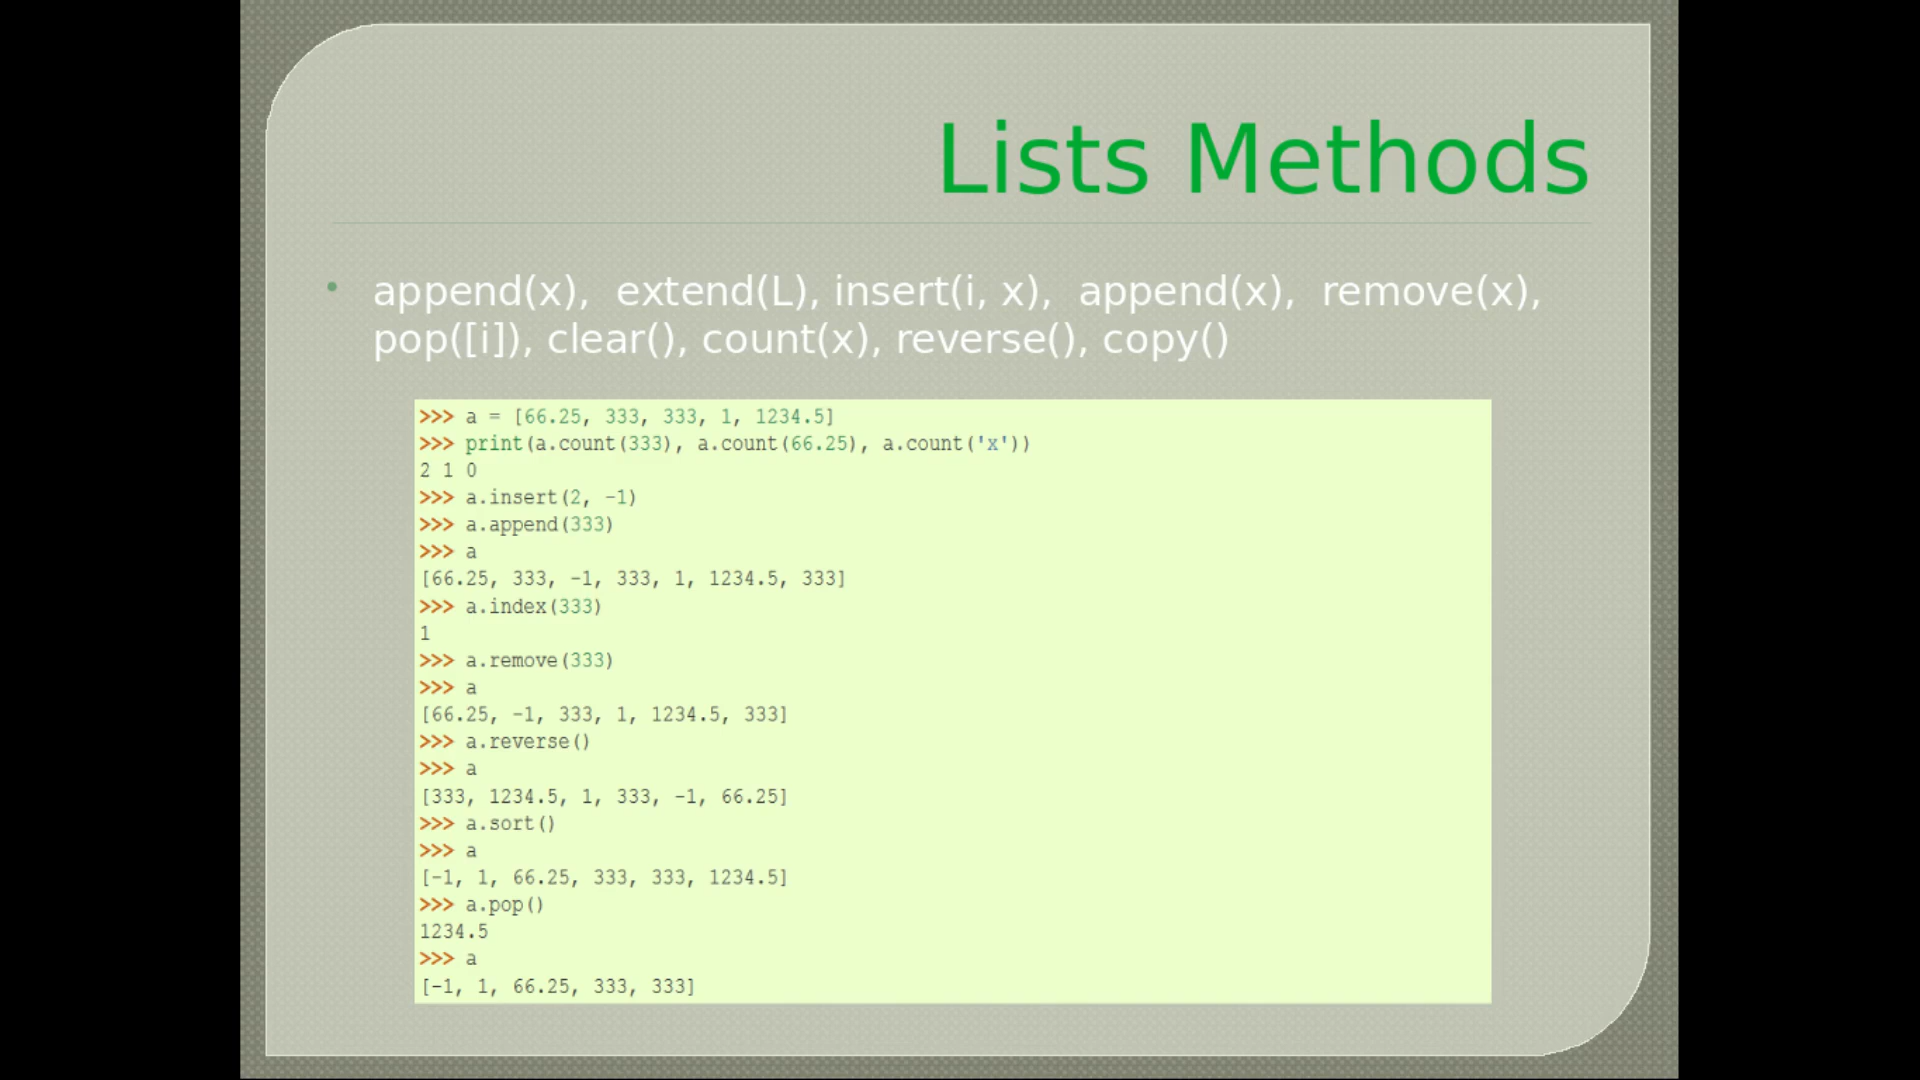 Lists Methods
• append(x),  extend(L), insert(i, x),  append(x),  remove(x),
pop([i]), clear(), count(x), reverse(), copy()
>>> a = [66.25, 333, 333, 1, 1234.5]
>>> print(a.count(333), a.count(66.25), a.count('x'))
2 1 0
>>> a.insert(2, -1)
>>> a.append(333)
>>> a
[66.25, 333, -1, 333, 1, 1234.5, 333]
>>> a.index(333)
1
>>> a.remove(333)
>>> a
[66.25, -1, 333, 1, 1234.5, 333]
>>> a.reverse()
>>> a
[333, 1234.5, 1, 333, -1, 66.25]
>>> a.sort()
>>> a
[-1, 1, 66.25, 333, 333, 1234.5]
>>> a.pop()
1234.5
>>> a
[-1, 1, 66.25, 333, 333]